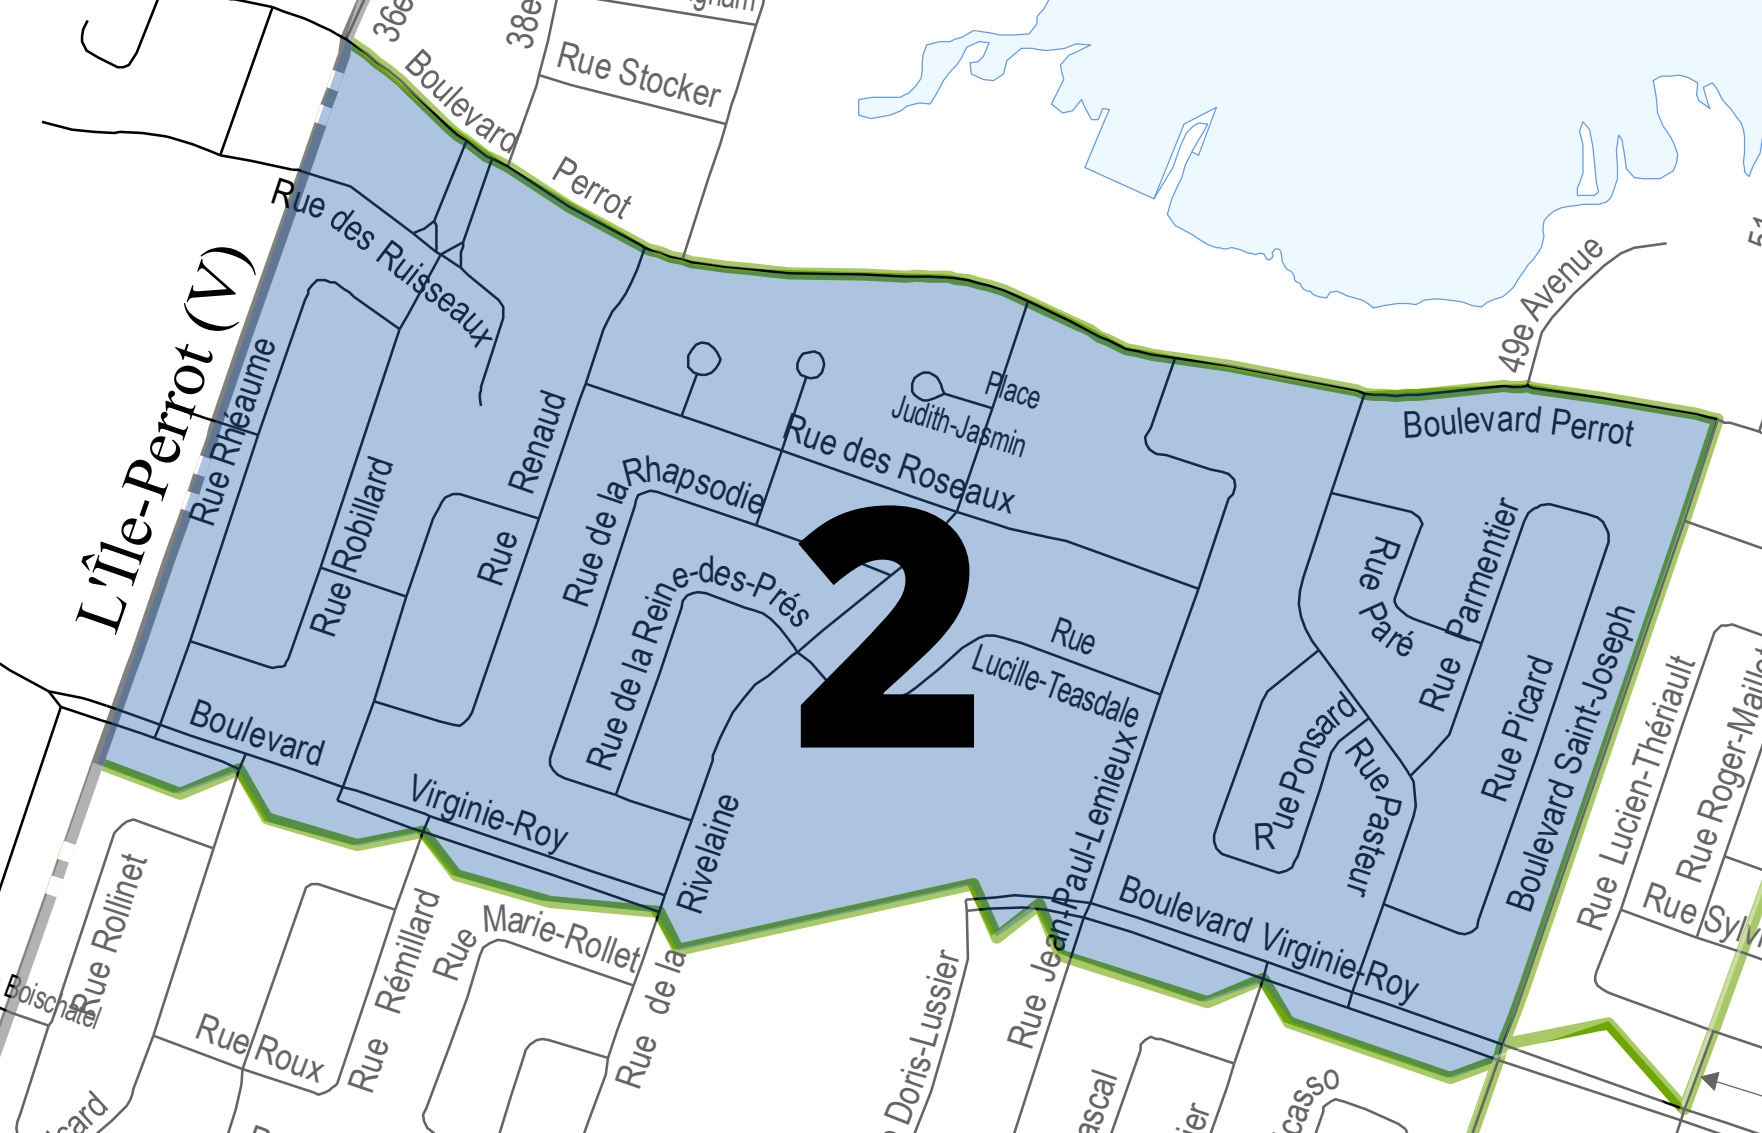 36e
38e
Rue Stocker
Boulevard
Perrot
Rue des Ruisseaux
L'Île-Perrot (V)
49e Avenue
Boulevard Perrot
Place
Judith-Jasmin
Rue des Roseaux
Rue Rhéaume
Rue Robillard
Rue Renaud
Rue de la Rhapsodie
Rue de la Reine-des-Prés
2
Rue
Lucille-Teasdale
Rue Paré
Rue Parmentier
Rue Picard
Boulevard Saint-Joseph
Rue Ponsard
Rue Pasteur
Rue Lucien-Thériault
Rue Roger-Maillet
Boulevard
Virginie-Roy
Rivelaine
Rue de la
Rue Jean-Paul-Lemieux
Boulevard Virginie-Roy
Rue Rollinet
Boischatel
Rue Roux
Rue Rémillard
Rue Marie-Rollet
Doris-Lussier